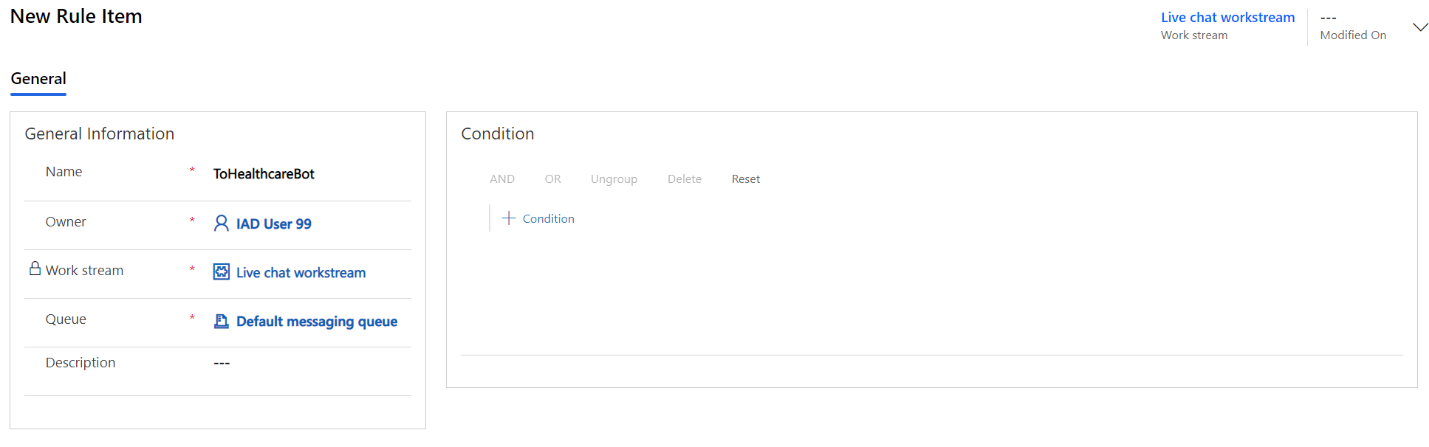 New Rule Item
Live chat workstream
Work stream
---
Modified On
General
General Information
Name * ToHealthcareBot
Owner * IAD User 99
Work stream * Live chat workstream
Queue * Default messaging queue
Description ---
Condition
AND OR Ungroup Delete Reset
Condition